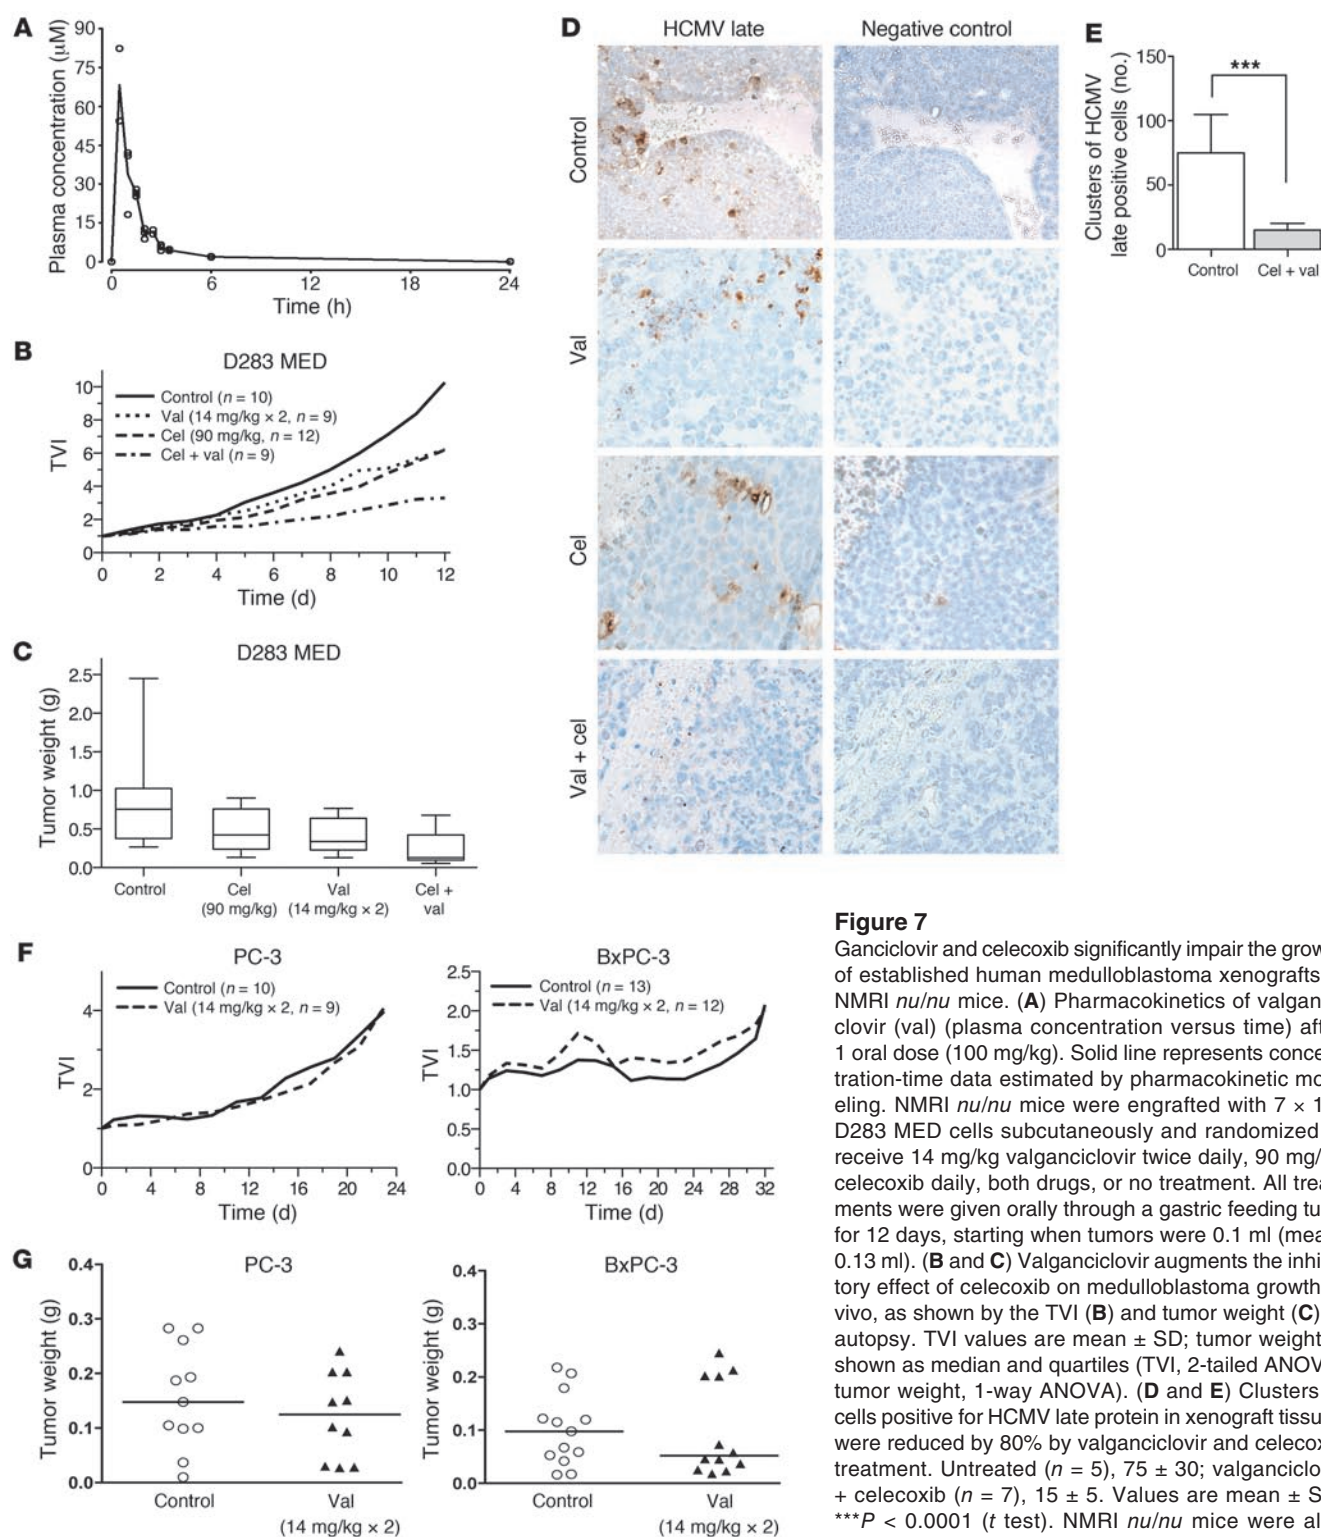 A
Plasma concentration (µM)
90
75
60
45
30
15
0
0 6 12 18 24
Time (h)
B
D283 MED
Control (n = 10)
Val (14 mg/kg × 2, n = 9)
Cel (90 mg/kg, n = 12)
Cel + val (n = 9)
TVI
10
8
6
4
2
0
0 2 4 6 8 10 12
Time (d)
C
D283 MED
Tumor weight (g)
2.5
2.0
1.5
1.0
0.5
0.0
Control Cel Val Cel +
(90 mg/kg) (14 mg/kg × 2) val
D
HCMV late Negative control
Control
Val
Cel
Val + cel
E
Clusters of HCMV
late positive cells (no.)
150
100
50
0
***
Control Cel + val
F
PC-3
Control (n = 10)
Val (14 mg/kg × 2, n = 9)
TVI
4
2
0
0 4 8 12 16 20 24
Time (d)
BxPC-3
Control (n = 13)
Val (14 mg/kg × 2, n = 12)
TVI
2.5
2.0
1.5
1.0
0.5
0.0
0 4 8 12 16 20 24 28 32
Time (d)
G
PC-3
Tumor weight (g)
0.4
0.3
0.2
0.1
0.0
Control Val
(14 mg/kg × 2)
BxPC-3
Tumor weight (g)
0.4
0.3
0.2
0.1
0.0
Control Val
(14 mg/kg × 2)
Figure 7
Ganciclovir and celecoxib significantly impair the grow
of established human medulloblastoma xenografts
NMRI nu/nu mice. (A) Pharmacokinetics of valgan-
clovir (val) (plasma concentration versus time) aft
1 oral dose (100 mg/kg). Solid line represents conce
tration-time data estimated by pharmacokinetic mo
eling. NMRI nu/nu mice were engrafted with 7 × 1
D283 MED cells subcutaneously and randomized
receive 14 mg/kg valganciclovir twice daily, 90 mg/
celecoxib daily, both drugs, or no treatment. All trea
ments were given orally through a gastric feeding tu
for 12 days, starting when tumors were 0.1 ml (mea
0.13 ml). (B and C) Valganciclovir augments the inhi
tory effect of celecoxib on medulloblastoma growth
vivo, as shown by the TVI (B) and tumor weight (C)
autopsy. TVI values are mean ± SD; tumor weight
shown as median and quartiles (TVI, 2-tailed ANOV
tumor weight, 1-way ANOVA). (D and E) Clusters
cells positive for HCMV late protein in xenograft tissu
were reduced by 80% by valganciclovir and celecox
treatment. Untreated (n = 5), 75 ± 30; valganciclo
+ celecoxib (n = 7), 15 ± 5. Values are mean ± S
***P < 0.0001 (t test). NMRI nu/nu mice were al